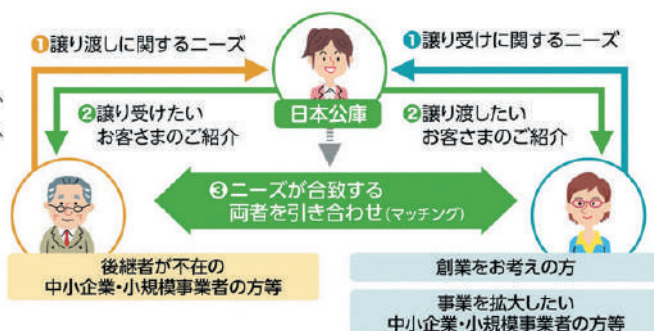 ❶譲り渡しに関するニーズ
❶譲り受けに関するニーズ
日本公庫
❷譲り受けたい
お客さまのご紹介
❷譲り渡したい
お客さまのご紹介
❸ニーズが合致する
両者を引き合わせ(マッチング)
後継者が不在の
中小企業・小規模事業者の方等
創業をお考えの方
事業を拡大したい
中小企業・小規模事業者の方等